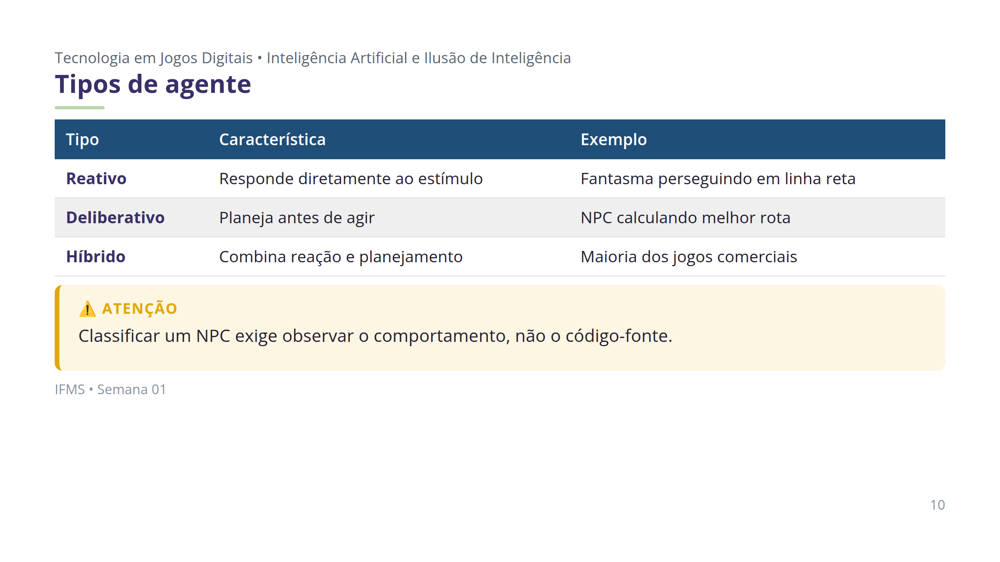 Tecnologia em Jogos Digitais • Inteligência Artificial e Ilusão de Inteligência
Tipos de agente
Tipo Característica Exemplo
Reativo Responde diretamente ao estímulo Fantasma perseguindo em linha reta
Deliberativo Planeja antes de agir NPC calculando melhor rota
Híbrido Combina reação e planejamento Maioria dos jogos comerciais
⚠️ ATENÇÃO
Classificar um NPC exige observar o comportamento, não o código-fonte.
IFMS • Semana 01
10